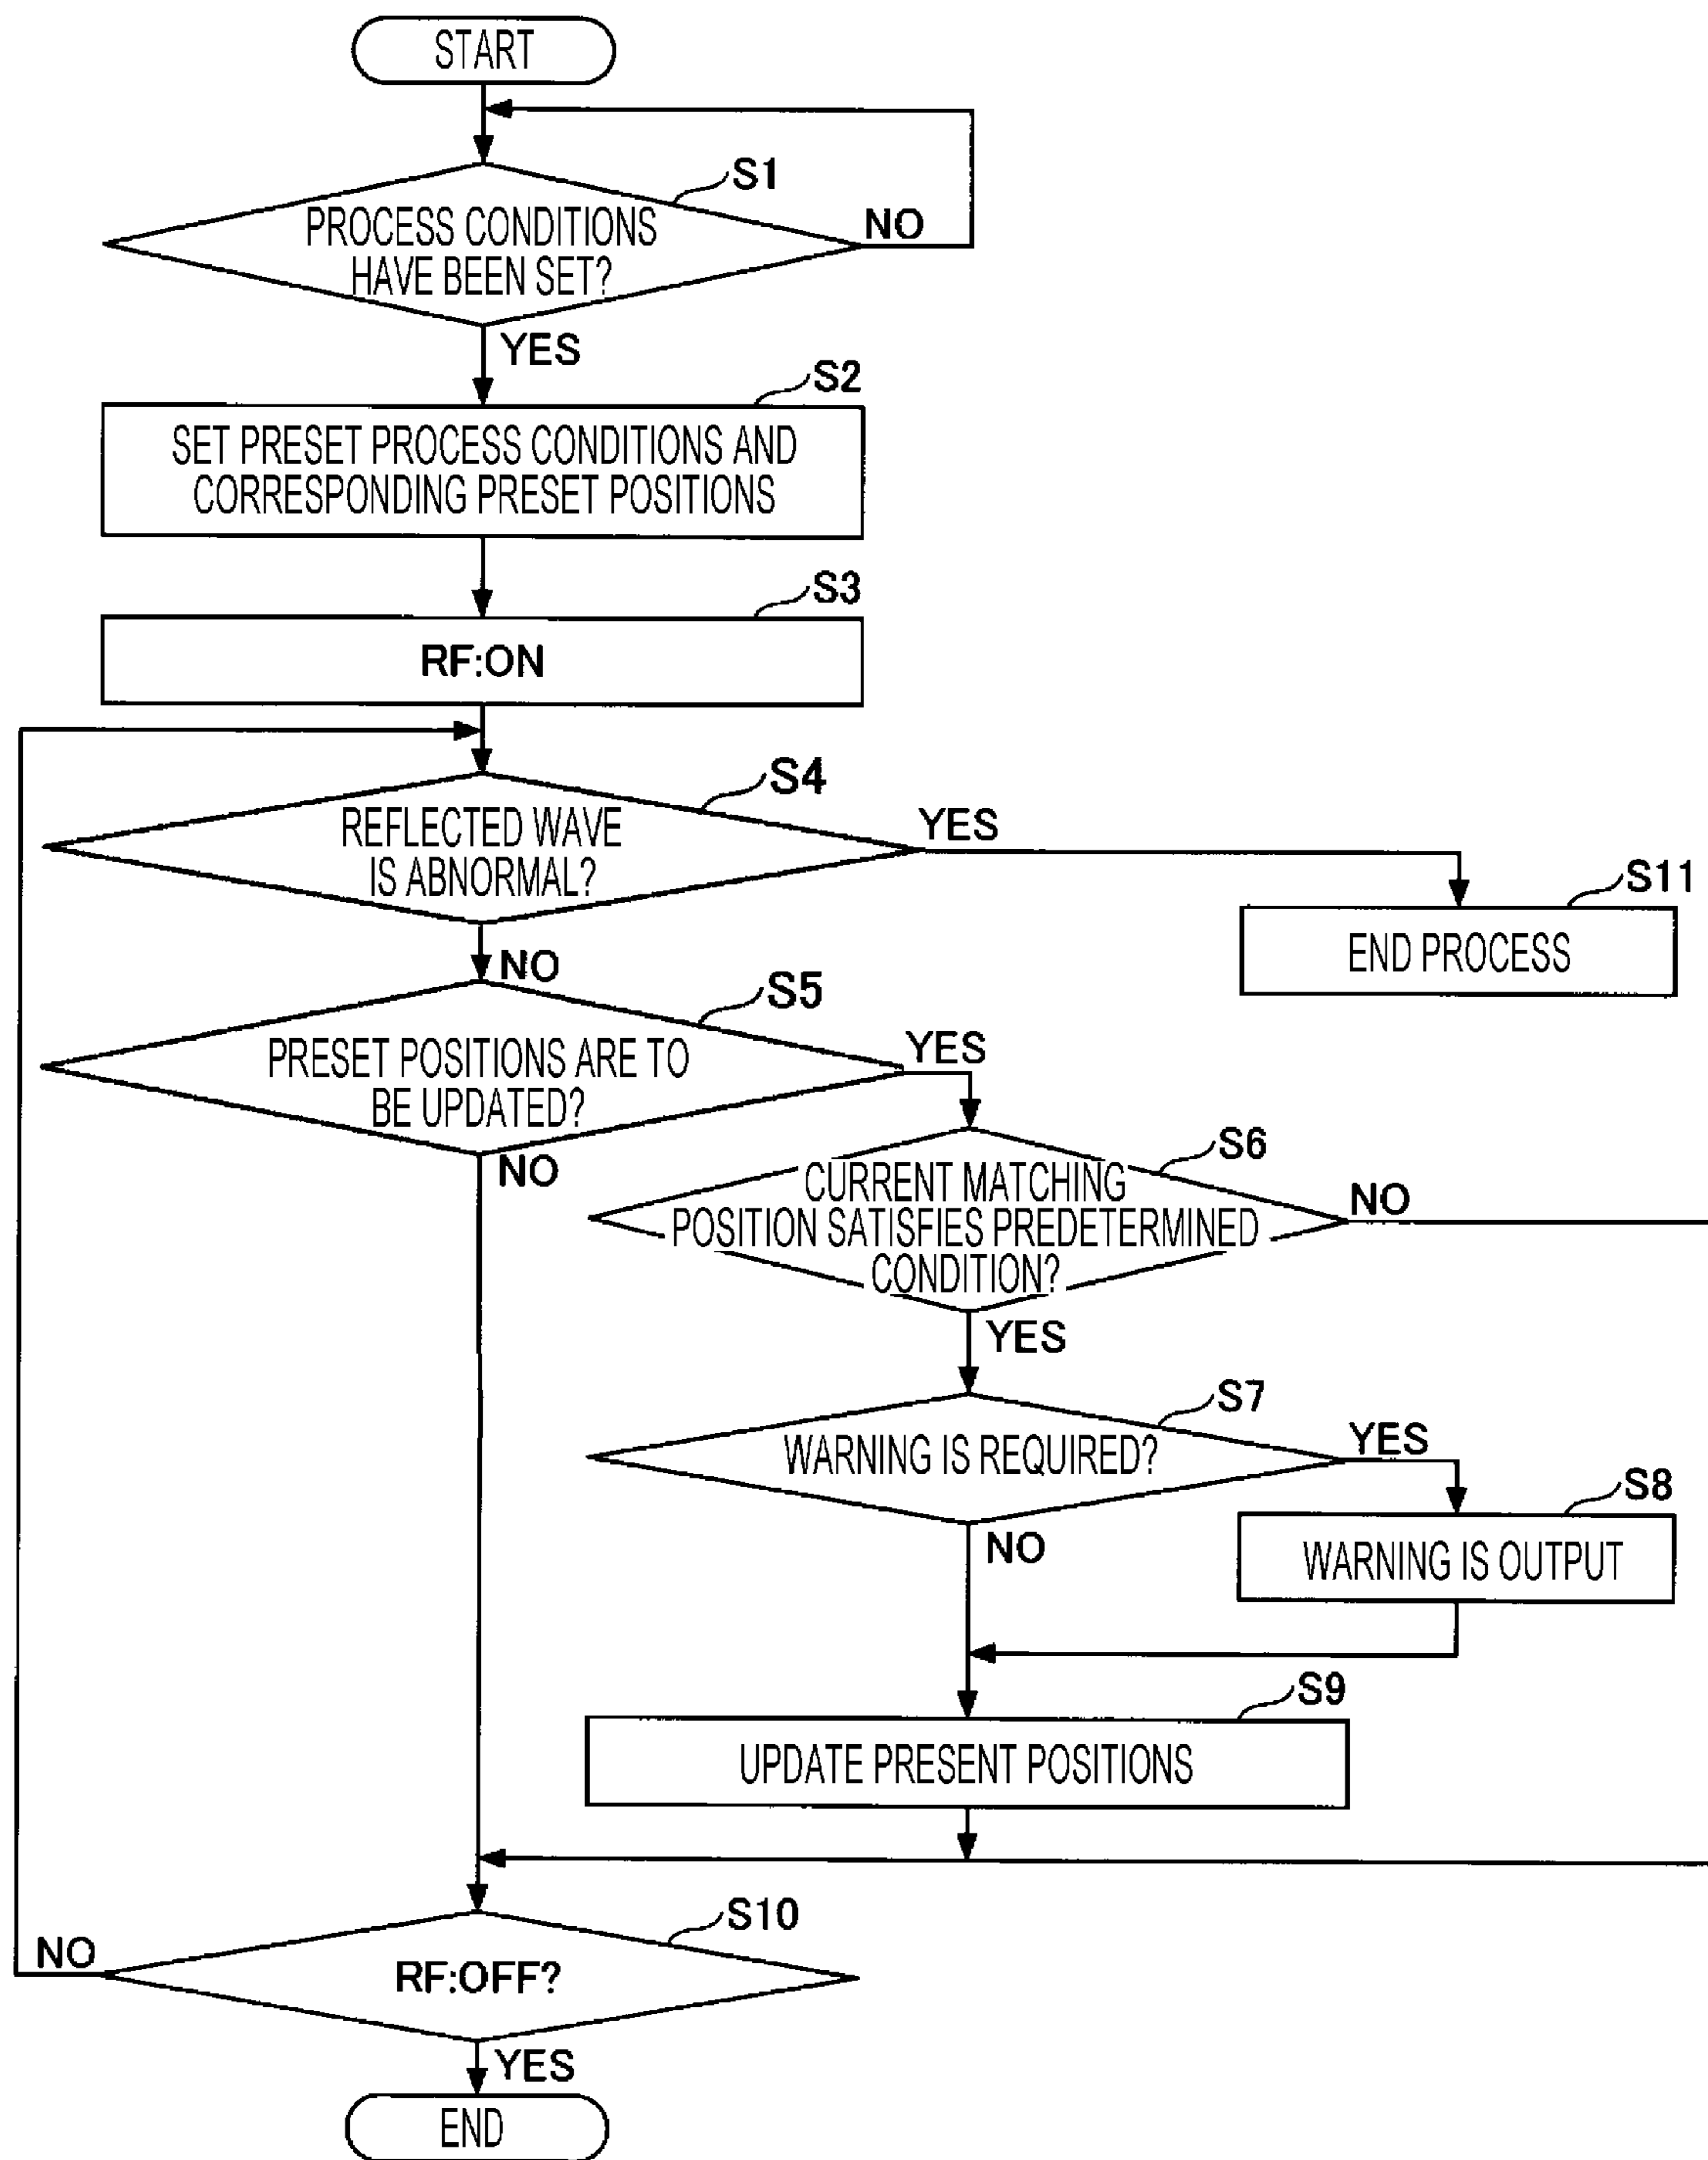 START
S1
PROCESS CONDITIONS
HAVE BEEN SET?
NO
YES
S2
SET PRESET PROCESS CONDITIONS AND
CORRESPONDING PRESET POSITIONS
S3
RF:ON
S4
REFLECTED WAVE
IS ABNORMAL?
YES
S11
END PROCESS
NO
S5
PRESET POSITIONS ARE TO
BE UPDATED?
YES
NO
S6
CURRENT MATCHING
POSITION SATISFIES PREDETERMINED
CONDITION?
NO
YES
S7
WARNING IS REQUIRED?
YES
S8
WARNING IS OUTPUT
NO
S9
UPDATE PRESENT POSITIONS
S10
RF:OFF?
NO
YES
END